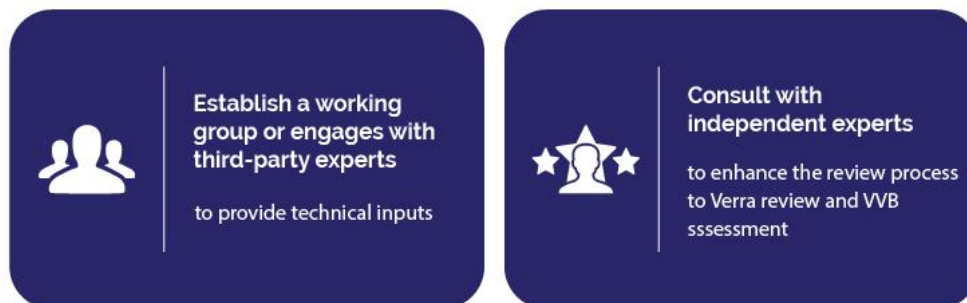 Establish a working
group or engages with
third-party experts
to provide technical inputs
Consult with
independent experts
to enhance the review process
to Verra review and VVB
sssessment